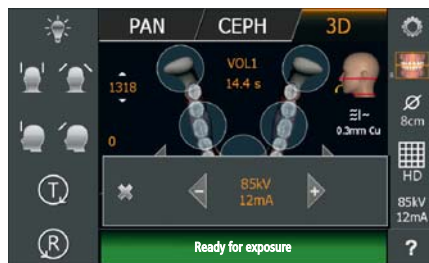 PAN
CEPH
3D
VOL1
14.4 s
1318
0
0.3mm Cu
8cm
HD
85kV
12mA
85kV
12mA
T
R
Ready for exposure
?